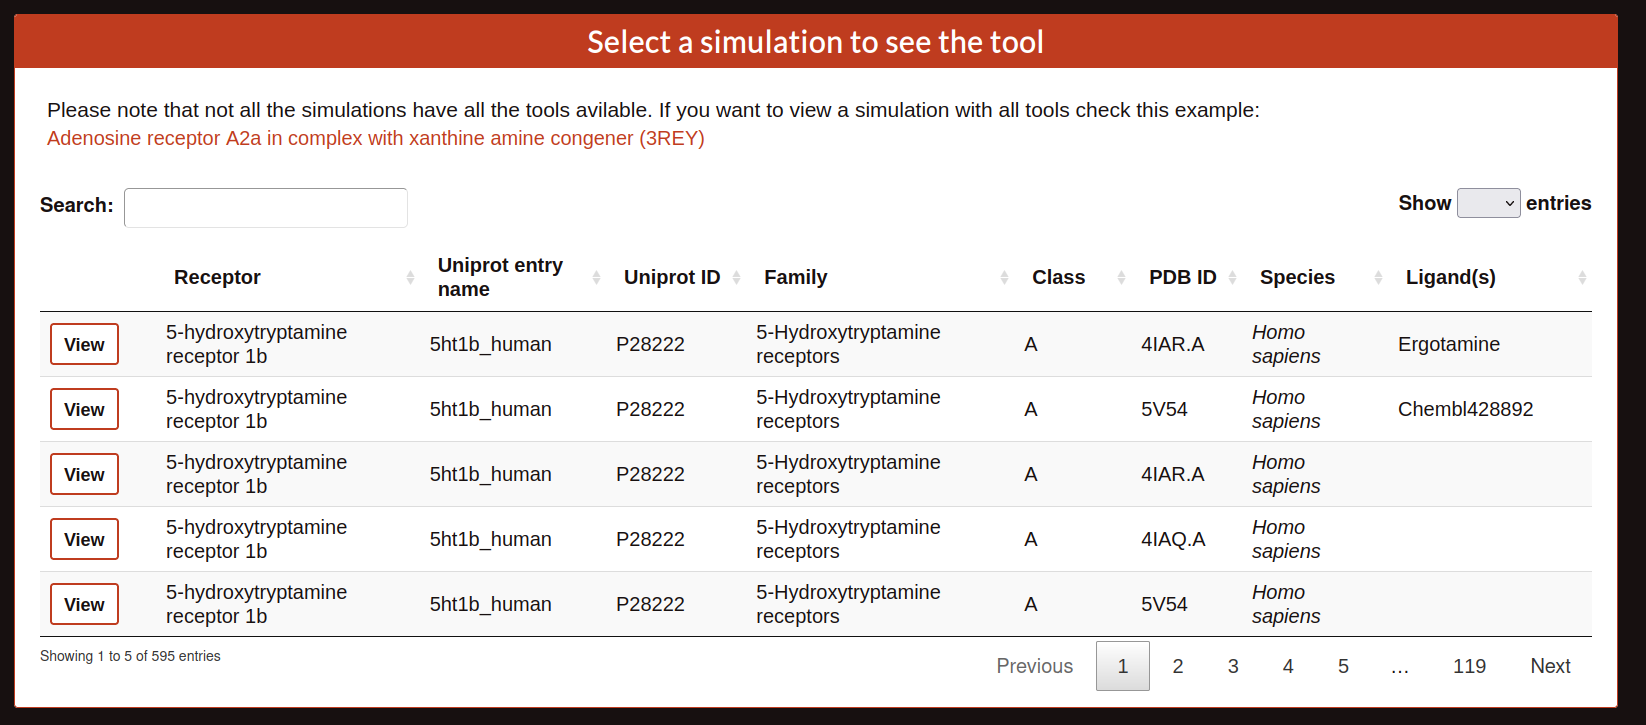 Select a simulation to see the tool
Please note that not all the simulations have all the tools avilable. If you want to view a simulation with all tools check this example:
Adenosine receptor A2a in complex with xanthine amine congener (3REY)
Search: Show entries
Receptor Uniprot entry name Uniprot ID Family Class PDB ID Species Ligand(s)
View 5-hydroxytryptamine receptor 1b 5ht1b_human P28222 5-Hydroxytryptamine receptors A 4IAR.A Homo sapiens Ergotamine
View 5-hydroxytryptamine receptor 1b 5ht1b_human P28222 5-Hydroxytryptamine receptors A 5V54 Homo sapiens Chembl428892
View 5-hydroxytryptamine receptor 1b 5ht1b_human P28222 5-Hydroxytryptamine receptors A 4IAR.A Homo sapiens
View 5-hydroxytryptamine receptor 1b 5ht1b_human P28222 5-Hydroxytryptamine receptors A 4IAQ.A Homo sapiens
View 5-hydroxytryptamine receptor 1b 5ht1b_human P28222 5-Hydroxytryptamine receptors A 5V54 Homo sapiens
Showing 1 to 5 of 595 entries
Previous 1 2 3 4 5 ... 119 Next